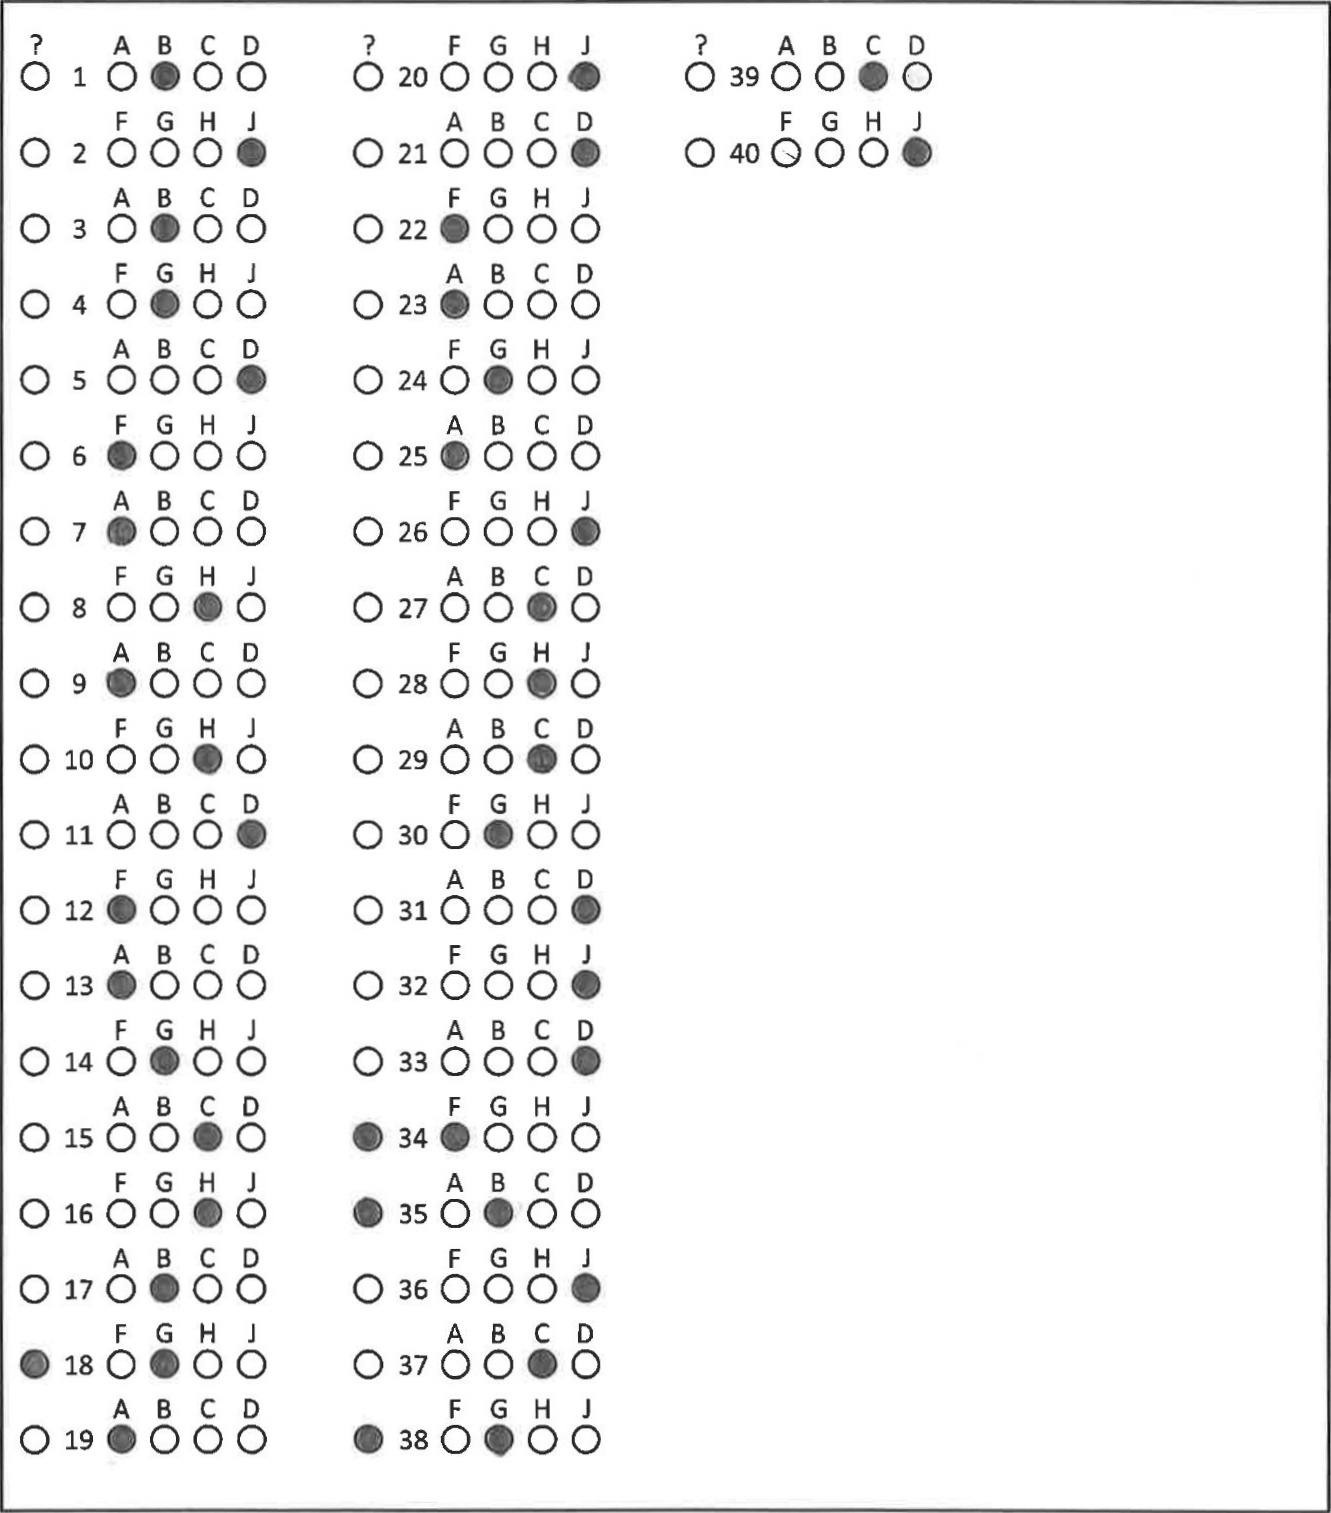 ? A B C D
1
F G H J
2
A B C D
3
F G H J
4
A B C D
5
F G H J
6
A B C D
7
F G H J
8
A B C D
9
F G H J
10
A B C D
11
F G H J
12
A B C D
13
F G H J
14
A B C D
15
F G H J
16
A B C D
17
F G H J
18
A B C D
19
? F G H J
20
A B C D
21
F G H J
22
A B C D
23
F G H J
24
A B C D
25
F G H J
26
A B C D
27
F G H J
28
A B C D
29
F G H J
30
A B C D
31
F G H J
32
A B C D
33
F G H J
34
A B C D
35
F G H J
36
A B C D
37
F G H J
38
? A B C D
39
F G H J
40